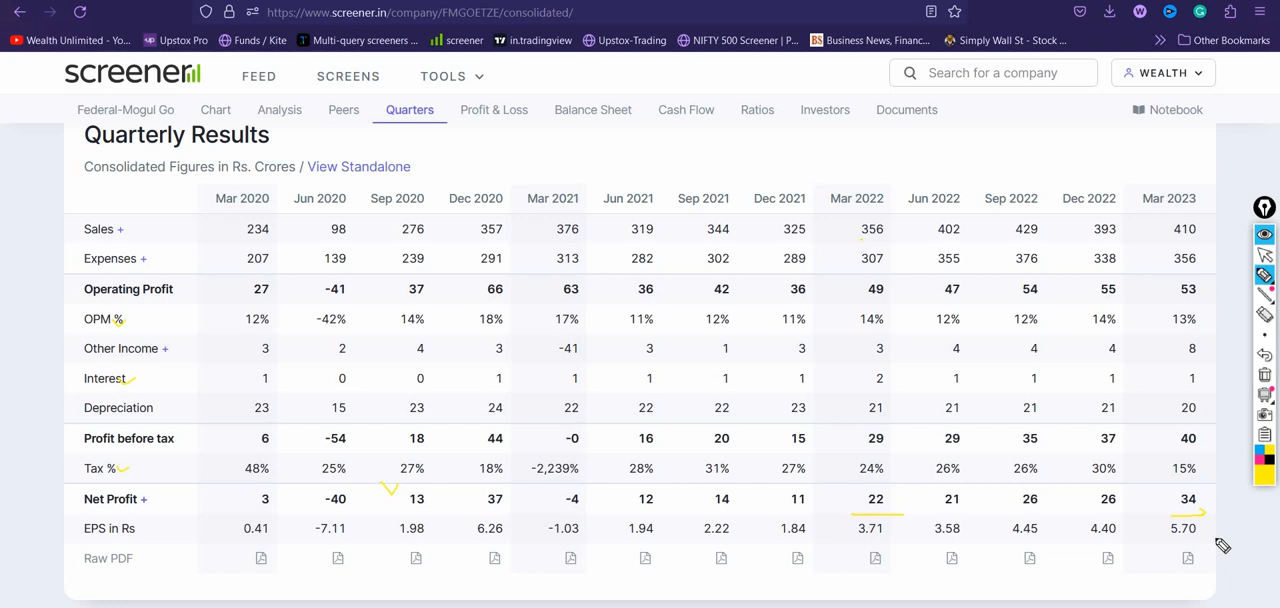 https://www.screener.in/company/FMGOETZE/consolidated/
Wealth Unlimited - Yo... up Upstox Pro Funds / Kite Multi-query screeners ... screener in.tradingview Upstox-Trading NIFTY 500 Screener | P... BS Business News, Financ... Simply Wall St - Stock ... Other Bookmarks
screener FEED SCREENS TOOLS Search for a company WEALTH
Federal-Mogul Go Chart Analysis Peers Quarters Profit & Loss Balance Sheet Cash Flow Ratios Investors Documents Notebook
Quarterly Results
Consolidated Figures in Rs. Crores / View Standalone
Mar 2020 Jun 2020 Sep 2020 Dec 2020 Mar 2021 Jun 2021 Sep 2021 Dec 2021 Mar 2022 Jun 2022 Sep 2022 Dec 2022 Mar 2023
Sales + 234 98 276 357 376 319 344 325 356 402 429 393 410
Expenses + 207 139 239 291 313 282 302 289 307 355 376 338 356
Operating Profit 27 -41 37 66 63 36 42 36 49 47 54 55 53
OPM % 12% -42% 14% 18% 17% 11% 12% 11% 14% 12% 12% 14% 13%
Other Income + 3 2 4 3 -41 3 1 3 3 4 4 4 8
Interest 1 0 0 1 1 1 1 1 2 1 1 1 1
Depreciation 23 15 23 24 22 22 22 23 21 21 21 21 20
Profit before tax 6 -54 18 44 -0 16 20 15 29 29 35 37 40
Tax % 48% 25% 27% 18% -2,239% 28% 31% 27% 24% 26% 26% 30% 15%
Net Profit + 3 -40 13 37 -4 12 14 11 22 21 26 26 34
EPS in Rs 0.41 -7.11 1.98 6.26 -1.03 1.94 2.22 1.84 3.71 3.58 4.45 4.40 5.70
Raw PDF